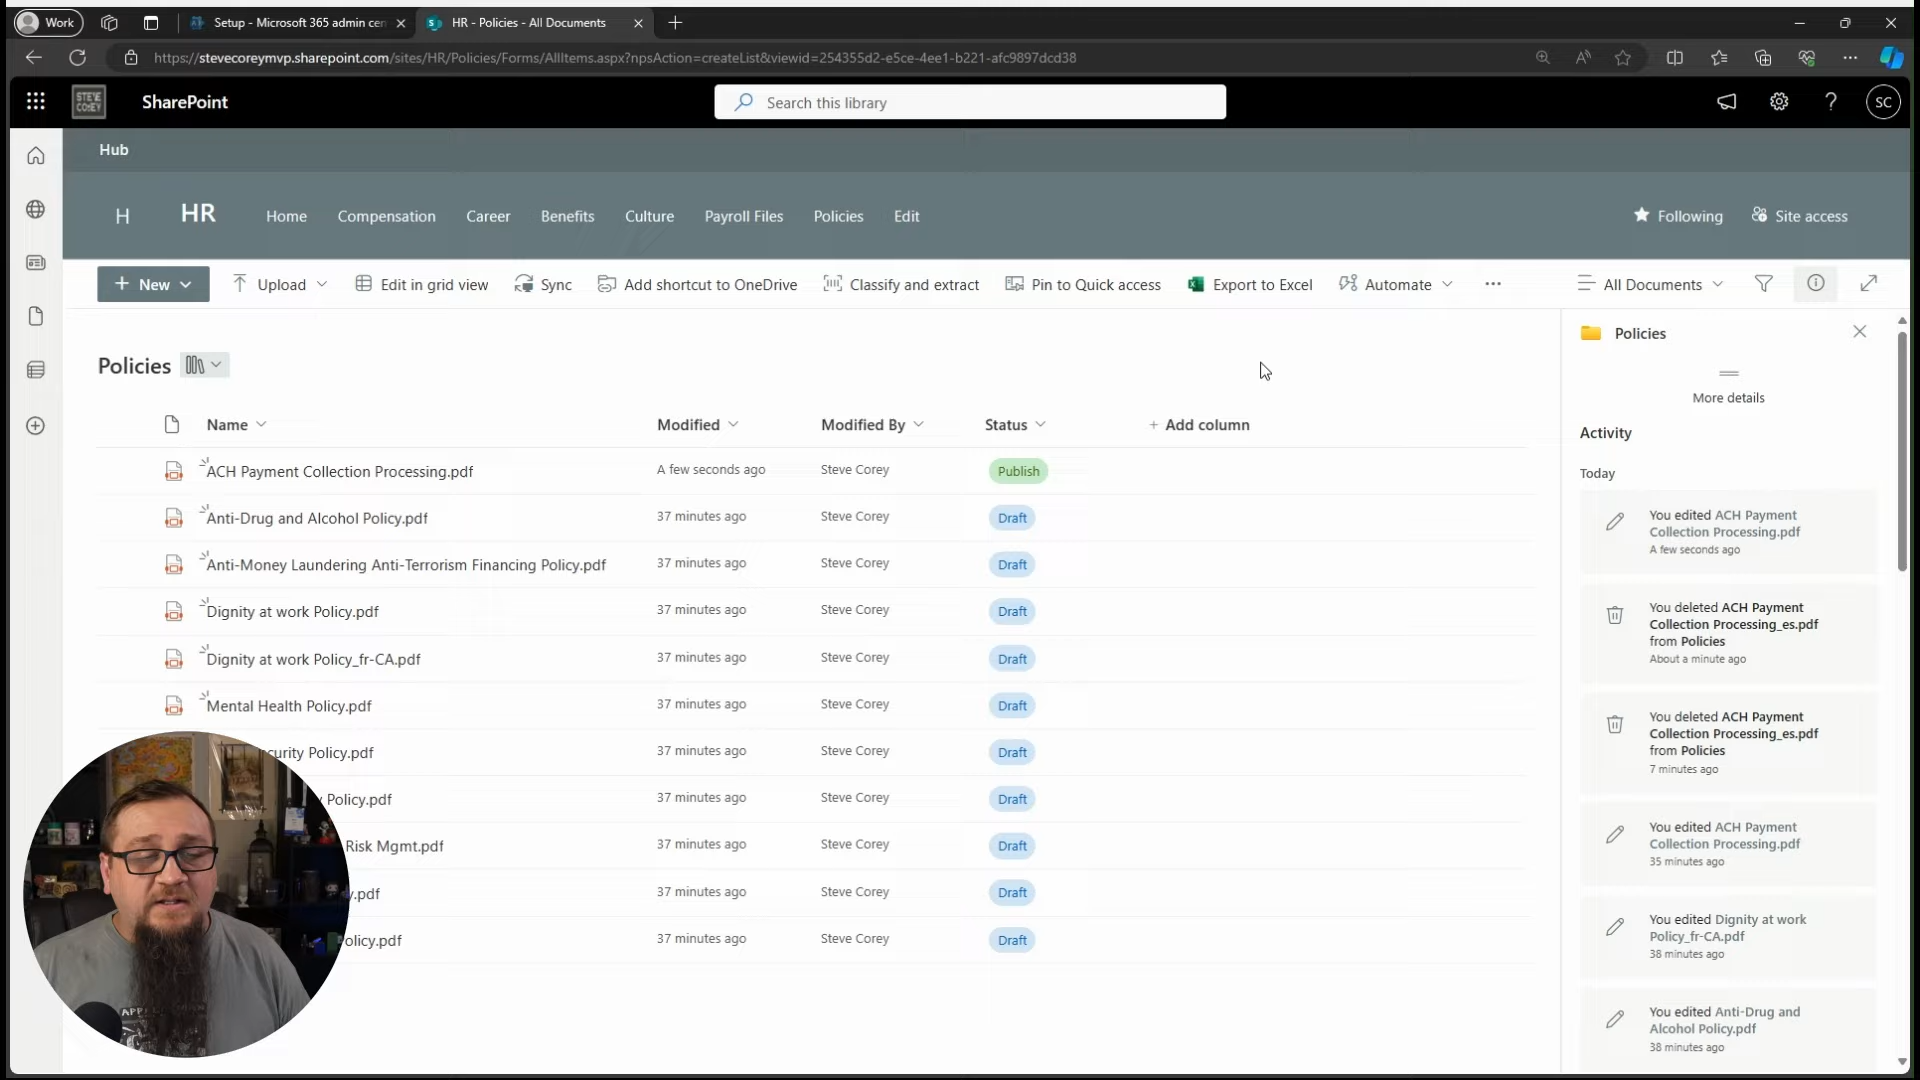 Work
Setup - Microsoft 365 admin cen
HR - Policies - All Documents
https://stevecoreymvp.sharepoint.com/sites/HR/Policies/Forms/AllItems.aspx?npsAction=createList&viewid=254355d2-e5ce-4ee1-b221-afc9897dcd38
STEVE
COREY
SharePoint
Search this library
?
SC
Hub
H
HR
Home
Compensation
Career
Benefits
Culture
Payroll Files
Policies
Edit
Following
Site access
+ New
Upload
Edit in grid view
Sync
Add shortcut to OneDrive
Classify and extract
Pin to Quick access
Export to Excel
Automate
...
All Documents
Policies
Name
Modified
Modified By
Status
+ Add column
ACH Payment Collection Processing.pdf
A few seconds ago
Steve Corey
Publish
Anti-Drug and Alcohol Policy.pdf
37 minutes ago
Steve Corey
Draft
Anti-Money Laundering Anti-Terrorism Financing Policy.pdf
37 minutes ago
Steve Corey
Draft
Dignity at work Policy.pdf
37 minutes ago
Steve Corey
Draft
Dignity at work Policy_fr-CA.pdf
37 minutes ago
Steve Corey
Draft
Mental Health Policy.pdf
37 minutes ago
Steve Corey
Draft
curity Policy.pdf
37 minutes ago
Steve Corey
Draft
Policy.pdf
37 minutes ago
Steve Corey
Draft
Risk Mgmt.pdf
37 minutes ago
Steve Corey
Draft
y.pdf
37 minutes ago
Steve Corey
Draft
olicy.pdf
37 minutes ago
Steve Corey
Draft
Policies
More details
Activity
Today
You edited ACH Payment
Collection Processing.pdf
A few seconds ago
You deleted ACH Payment
Collection Processing_es.pdf
from Policies
About a minute ago
You deleted ACH Payment
Collection Processing_es.pdf
from Policies
7 minutes ago
You edited ACH Payment
Collection Processing.pdf
35 minutes ago
You edited Dignity at work
Policy_fr-CA.pdf
38 minutes ago
You edited Anti-Drug and
Alcohol Policy.pdf
38 minutes ago